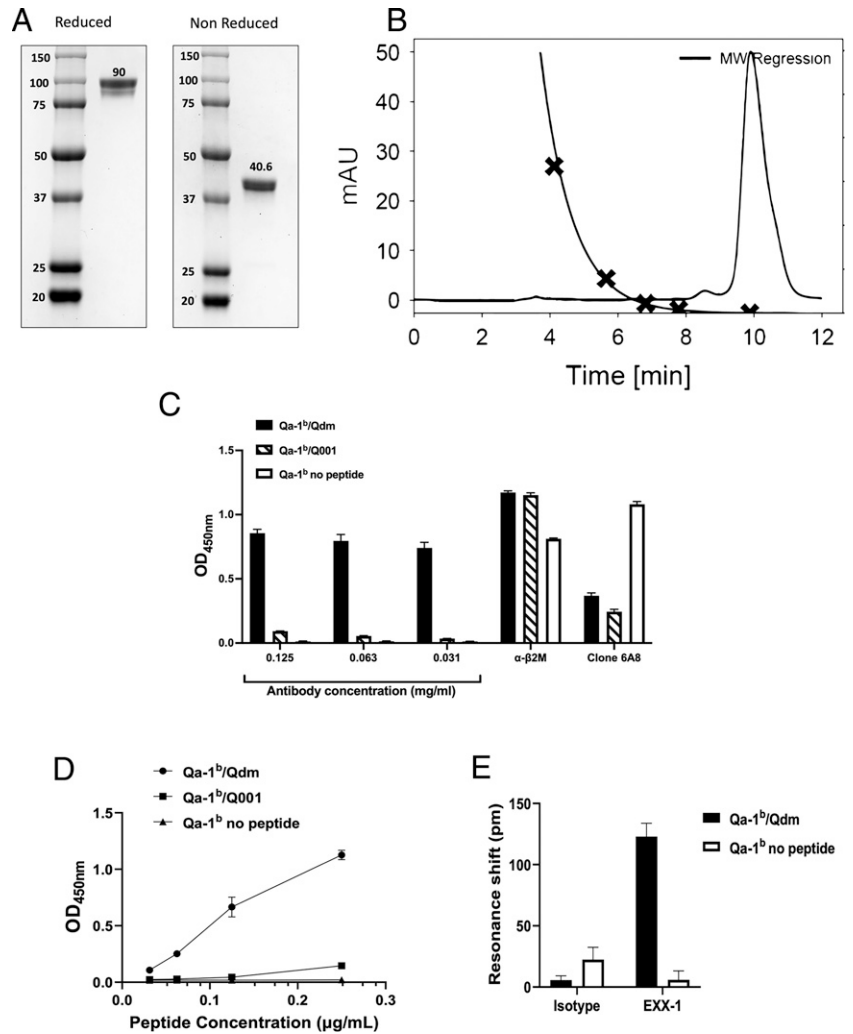 A
Reduced
Non Reduced
150
100
75
50
37
25
20
90
150
100
75
50
37
25
20
40.6
B
MW Regression
50
40
30
20
10
0
mAU
0 2 4 6 8 10 12
Time [min]
C
Qa-1ᵇ/Qdm
Qa-1ᵇ/Q001
Qa-1ᵇ no peptide
1.5
1.0
0.5
0.0
OD₄₅₀ₙₘ
0.125 0.063 0.031 α-β2M Clone 6A8
Antibody concentration (mg/ml)
D
Qa-1ᵇ/Qdm
Qa-1ᵇ/Q001
Qa-1ᵇ no peptide
1.5
1.0
0.5
0.0
OD₄₅₀ₙₘ
0.0 0.1 0.2 0.3
Peptide Concentration (µg/mL)
E
150
100
50
0
Resonance shift (pm)
Qa-1ᵇ/Qdm
Qa-1ᵇ no peptide
Isotype EXX-1